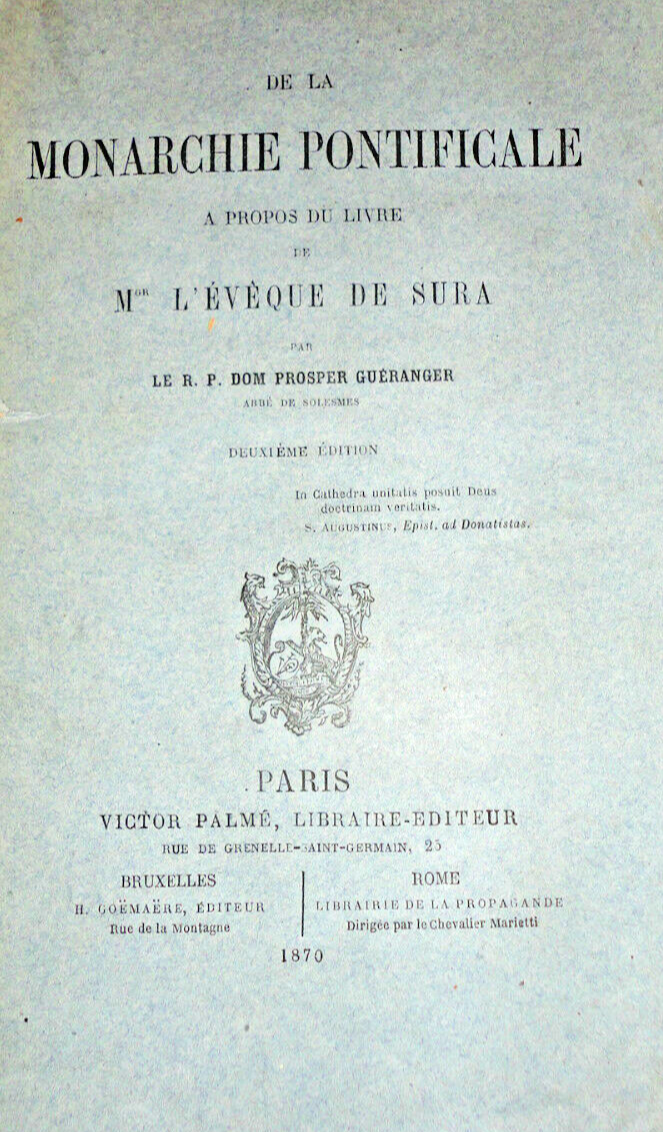 DE LA
MONARCHIE PONTIFICALE
A PROPOS DU LIVRE
DE
MGR L'ÉVÊQUE DE SURA
PAR
LE R. P. DOM PROSPER GUÉRANGER
ABBÉ DE SOLESMES
DEUXIÉME ÉDITION
In Cathedra unitatis posuit Deus
doctrinam veritatis.
S. AUGUSTINUS, Epist. ad Donatistas.
PARIS
VICTOR PALMÉ, LIBRAIRE-EDITEUR
RUE DE GRENELLE-SAINT-GERMAIN, 25
BRUXELLES
H. GOËMAËRE, ÉDITEUR
Rue de la Montagne
ROME
LIBRAIRIE DE LA PROPAGANDE
Dirigée par le Chevalier Marietti
1870